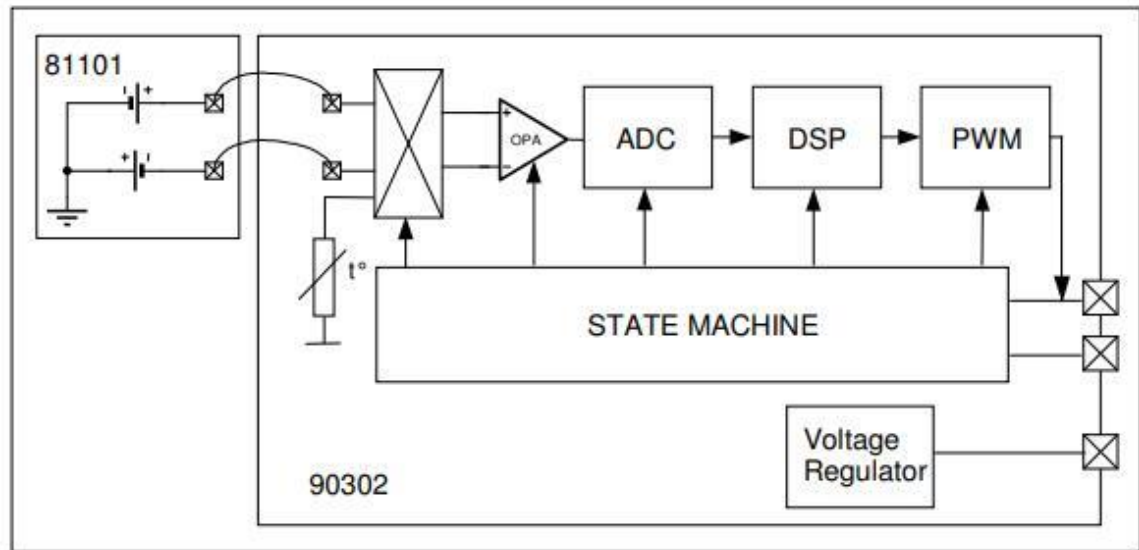 81101
- +
+ -
t°
+
OPA
-
ADC
DSP
PWM
STATE MACHINE
Voltage
Regulator
90302